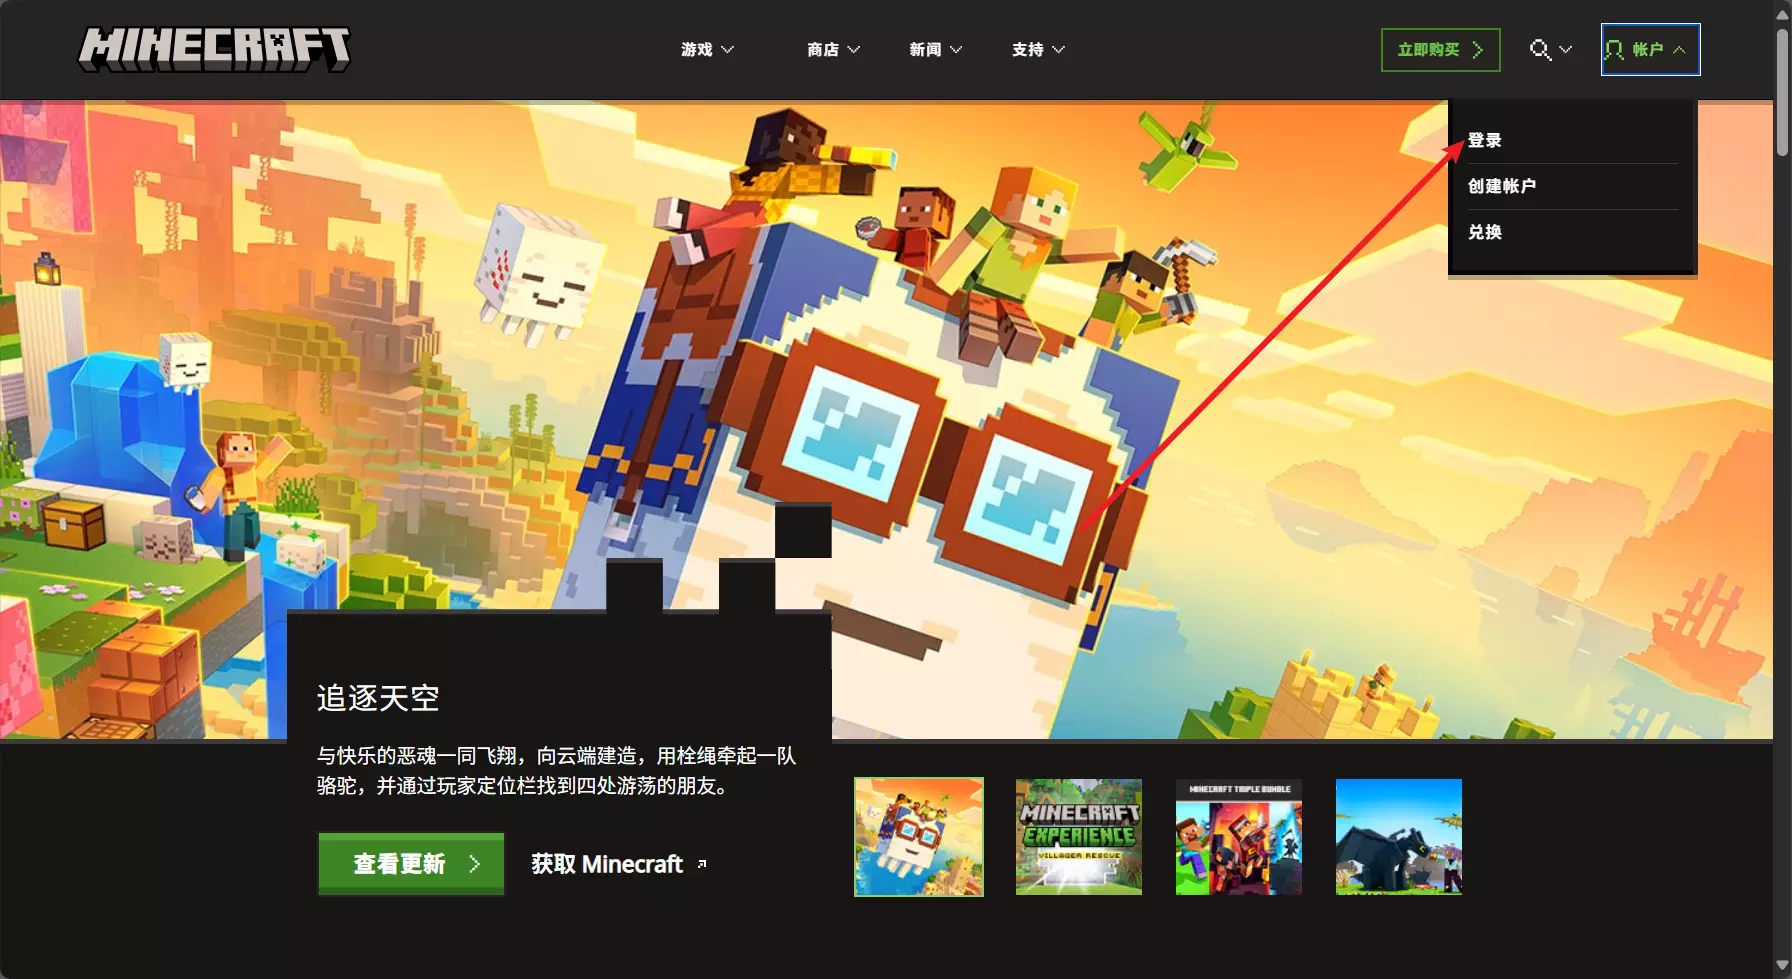 MINECRAFT
游戏
商店
新闻
支持
立即购买
帐户
登录
创建帐户
兑换
追逐天空
与快乐的恶魂一同飞翔，向云端建造，用栓绳牵起一队
骆驼，并通过玩家定位栏找到四处游荡的朋友。
查看更新
获取 Minecraft
MINECRAFT
EXPERIENCE
VILLAGER RESCUE
MINECRAFT TRIPLE BUNDLE